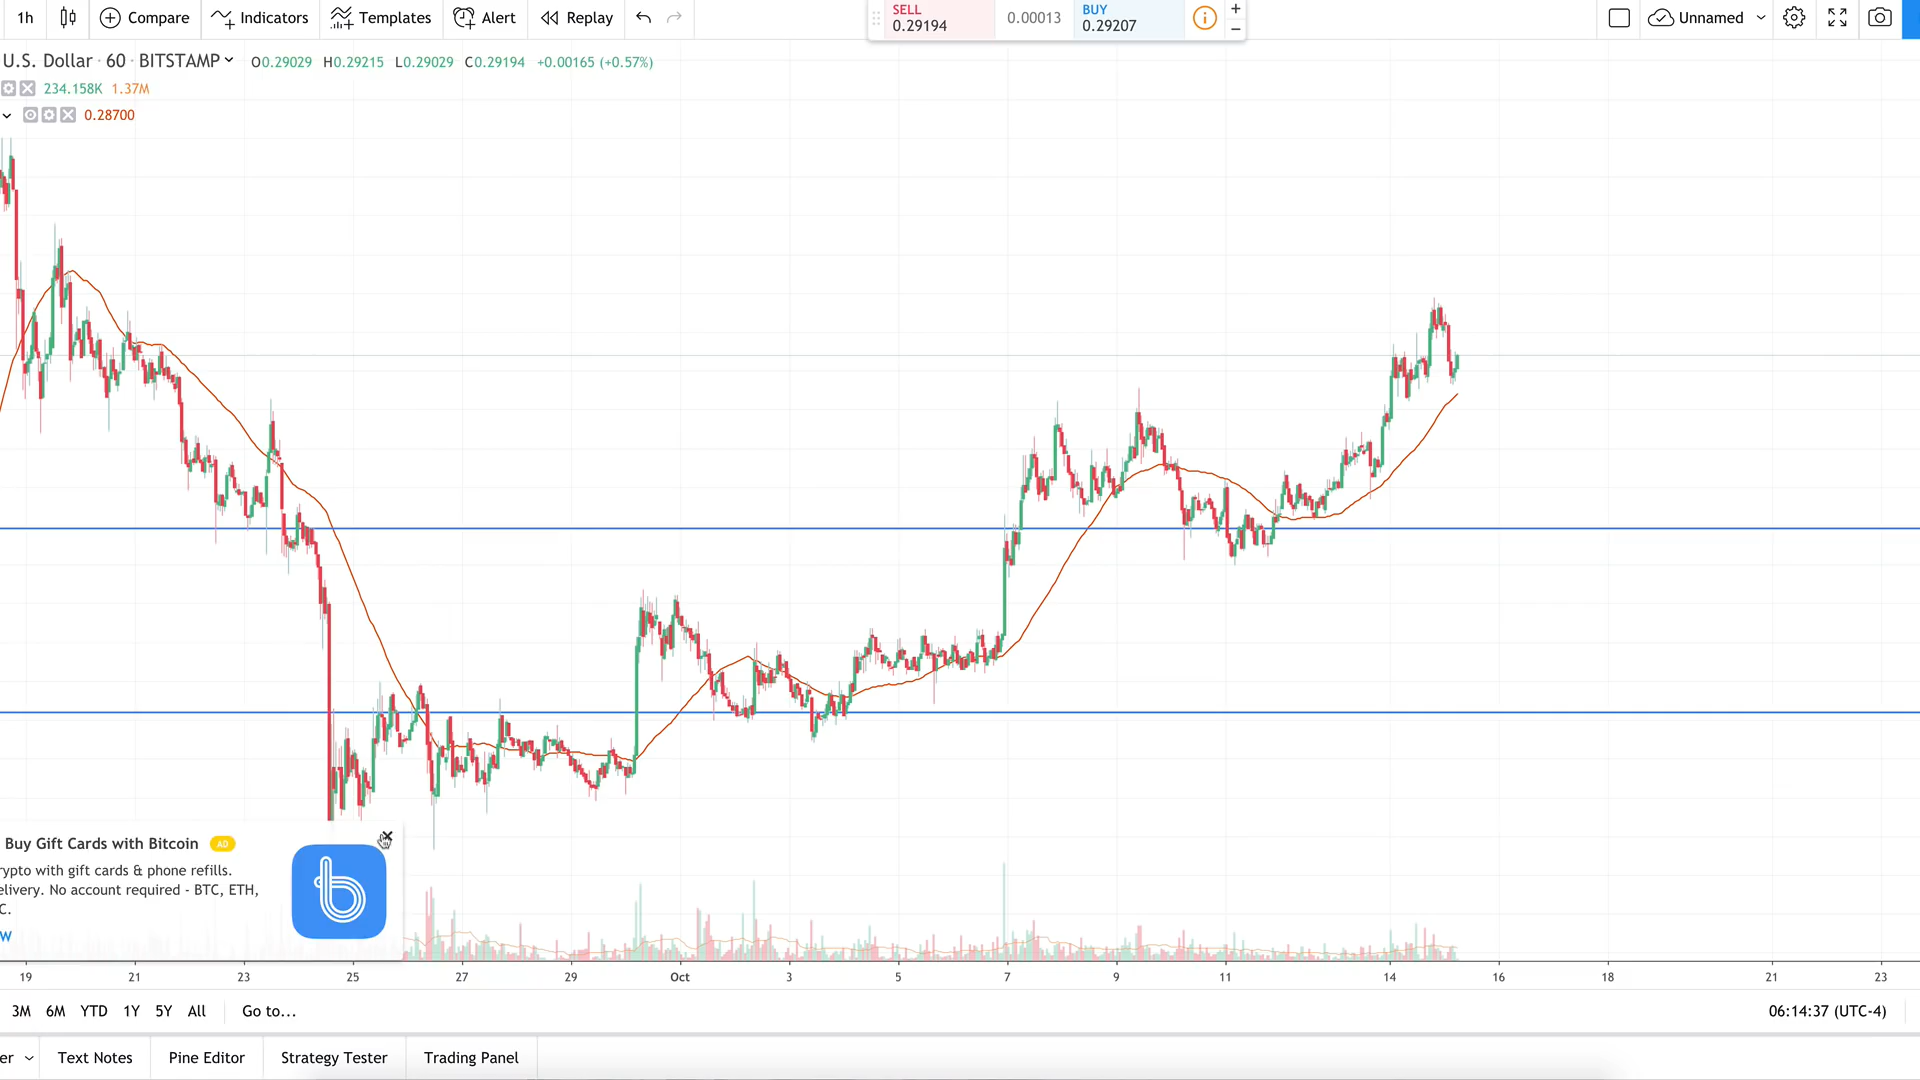 1h Compare Indicators Templates Alert Replay SELL 0.29194 0.00013 BUY 0.29207 + − Unnamed
U.S. Dollar · 60 · BITSTAMP O0.29029 H0.29215 L0.29029 C0.29194 +0.00165 (+0.57%)
234.158K 1.37M
0.28700
Buy Gift Cards with Bitcoin AD
rypto with gift cards & phone refills.
elivery. No account required - BTC, ETH,
C.
W
19 21 23 25 27 29 Oct 3 5 7 9 11 14 16 18 21 23
3M 6M YTD 1Y 5Y All Go to... 06:14:37 (UTC-4)
er Text Notes Pine Editor Strategy Tester Trading Panel